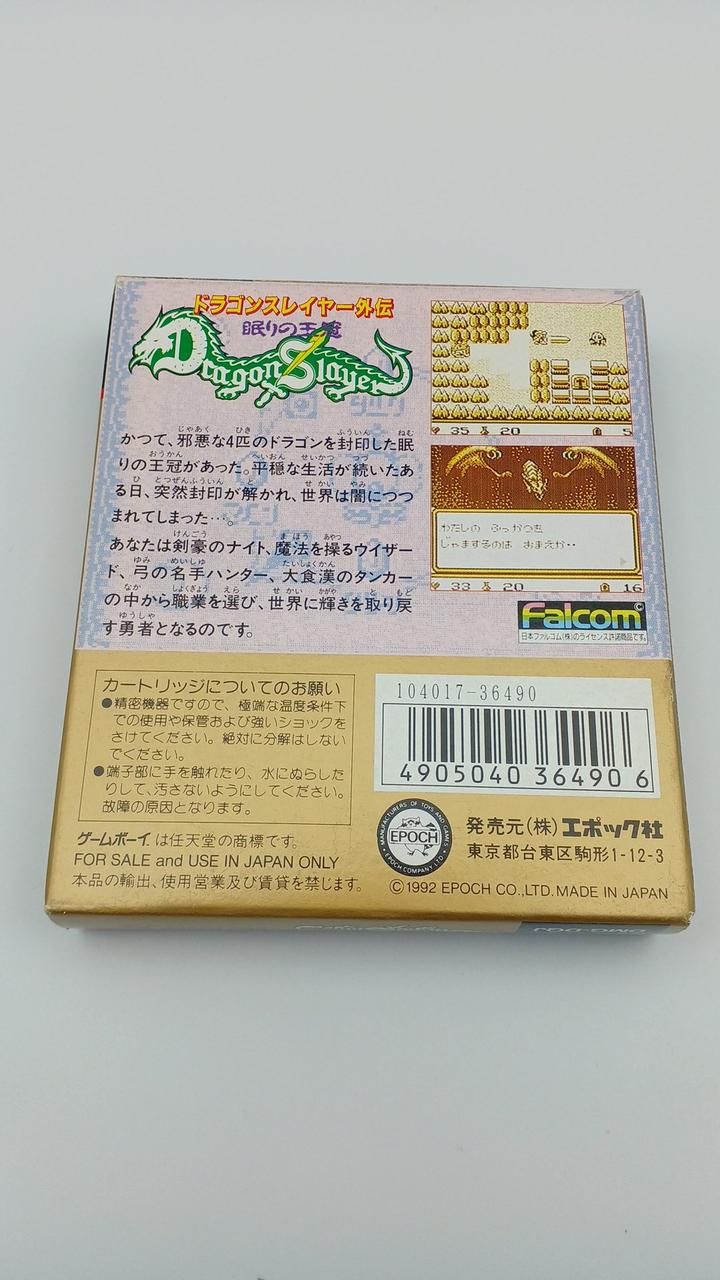 ドラゴンスレイヤー外伝
眠りの王冠
Dragon Slayer
かつて、邪悪な4匹のドラゴンを封印した眠
りの王冠があった。平穏な生活が続いたあ
る日、突然封印が解かれ、世界は闇につつ
まれてしまった…。
あなたは剣豪のナイト、魔法を操るウイザー
ド、弓の名手ハンター、大食漢のタンカー
の中から職業を選び、世界に輝きを取り戻
す勇者となるのです。
35 20 5
わたしの ふっかつを
じゃまするのは おまえか‥
33 20 16
Falcom©
日本ファルコム(株)のライセンス許諾商品です。
カートリッジについてのお願い
●精密機器ですので、極端な温度条件下
での使用や保管および強いショックを
さけてください。絶対に分解はしない
でください。
●端子部に手を触れたり、水にぬらした
りして、汚さないようにしてください。
故障の原因となります。
ゲームボーイは任天堂の商標です。
FOR SALE and USE IN JAPAN ONLY
本品の輸出、使用営業及び賃貸を禁じます。
104017-36490
4905040 364906
MANUFACTURERS OF TOYS AND GAMES
EPOCH
EPOCH COMPANY, LTD.
発売元(株)エポック社
東京都台東区駒形1-12-3
©1992 EPOCH CO.,LTD. MADE IN JAPAN